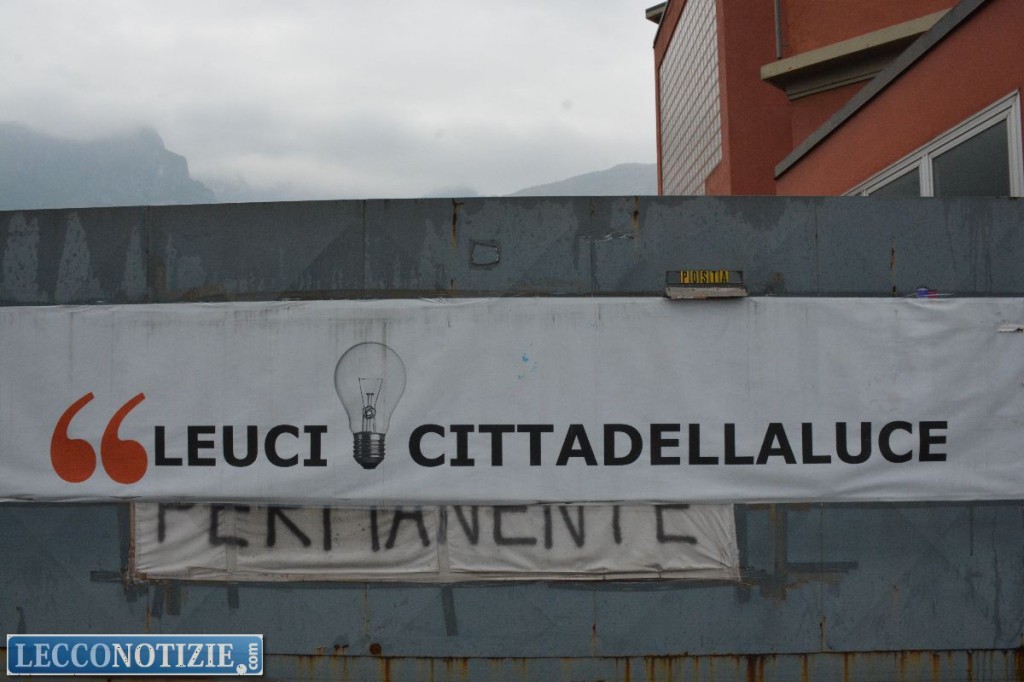 POSTA
“LEUCI CITTADELLALUCE
PERMANENTE
LECCONOTIZIE.com